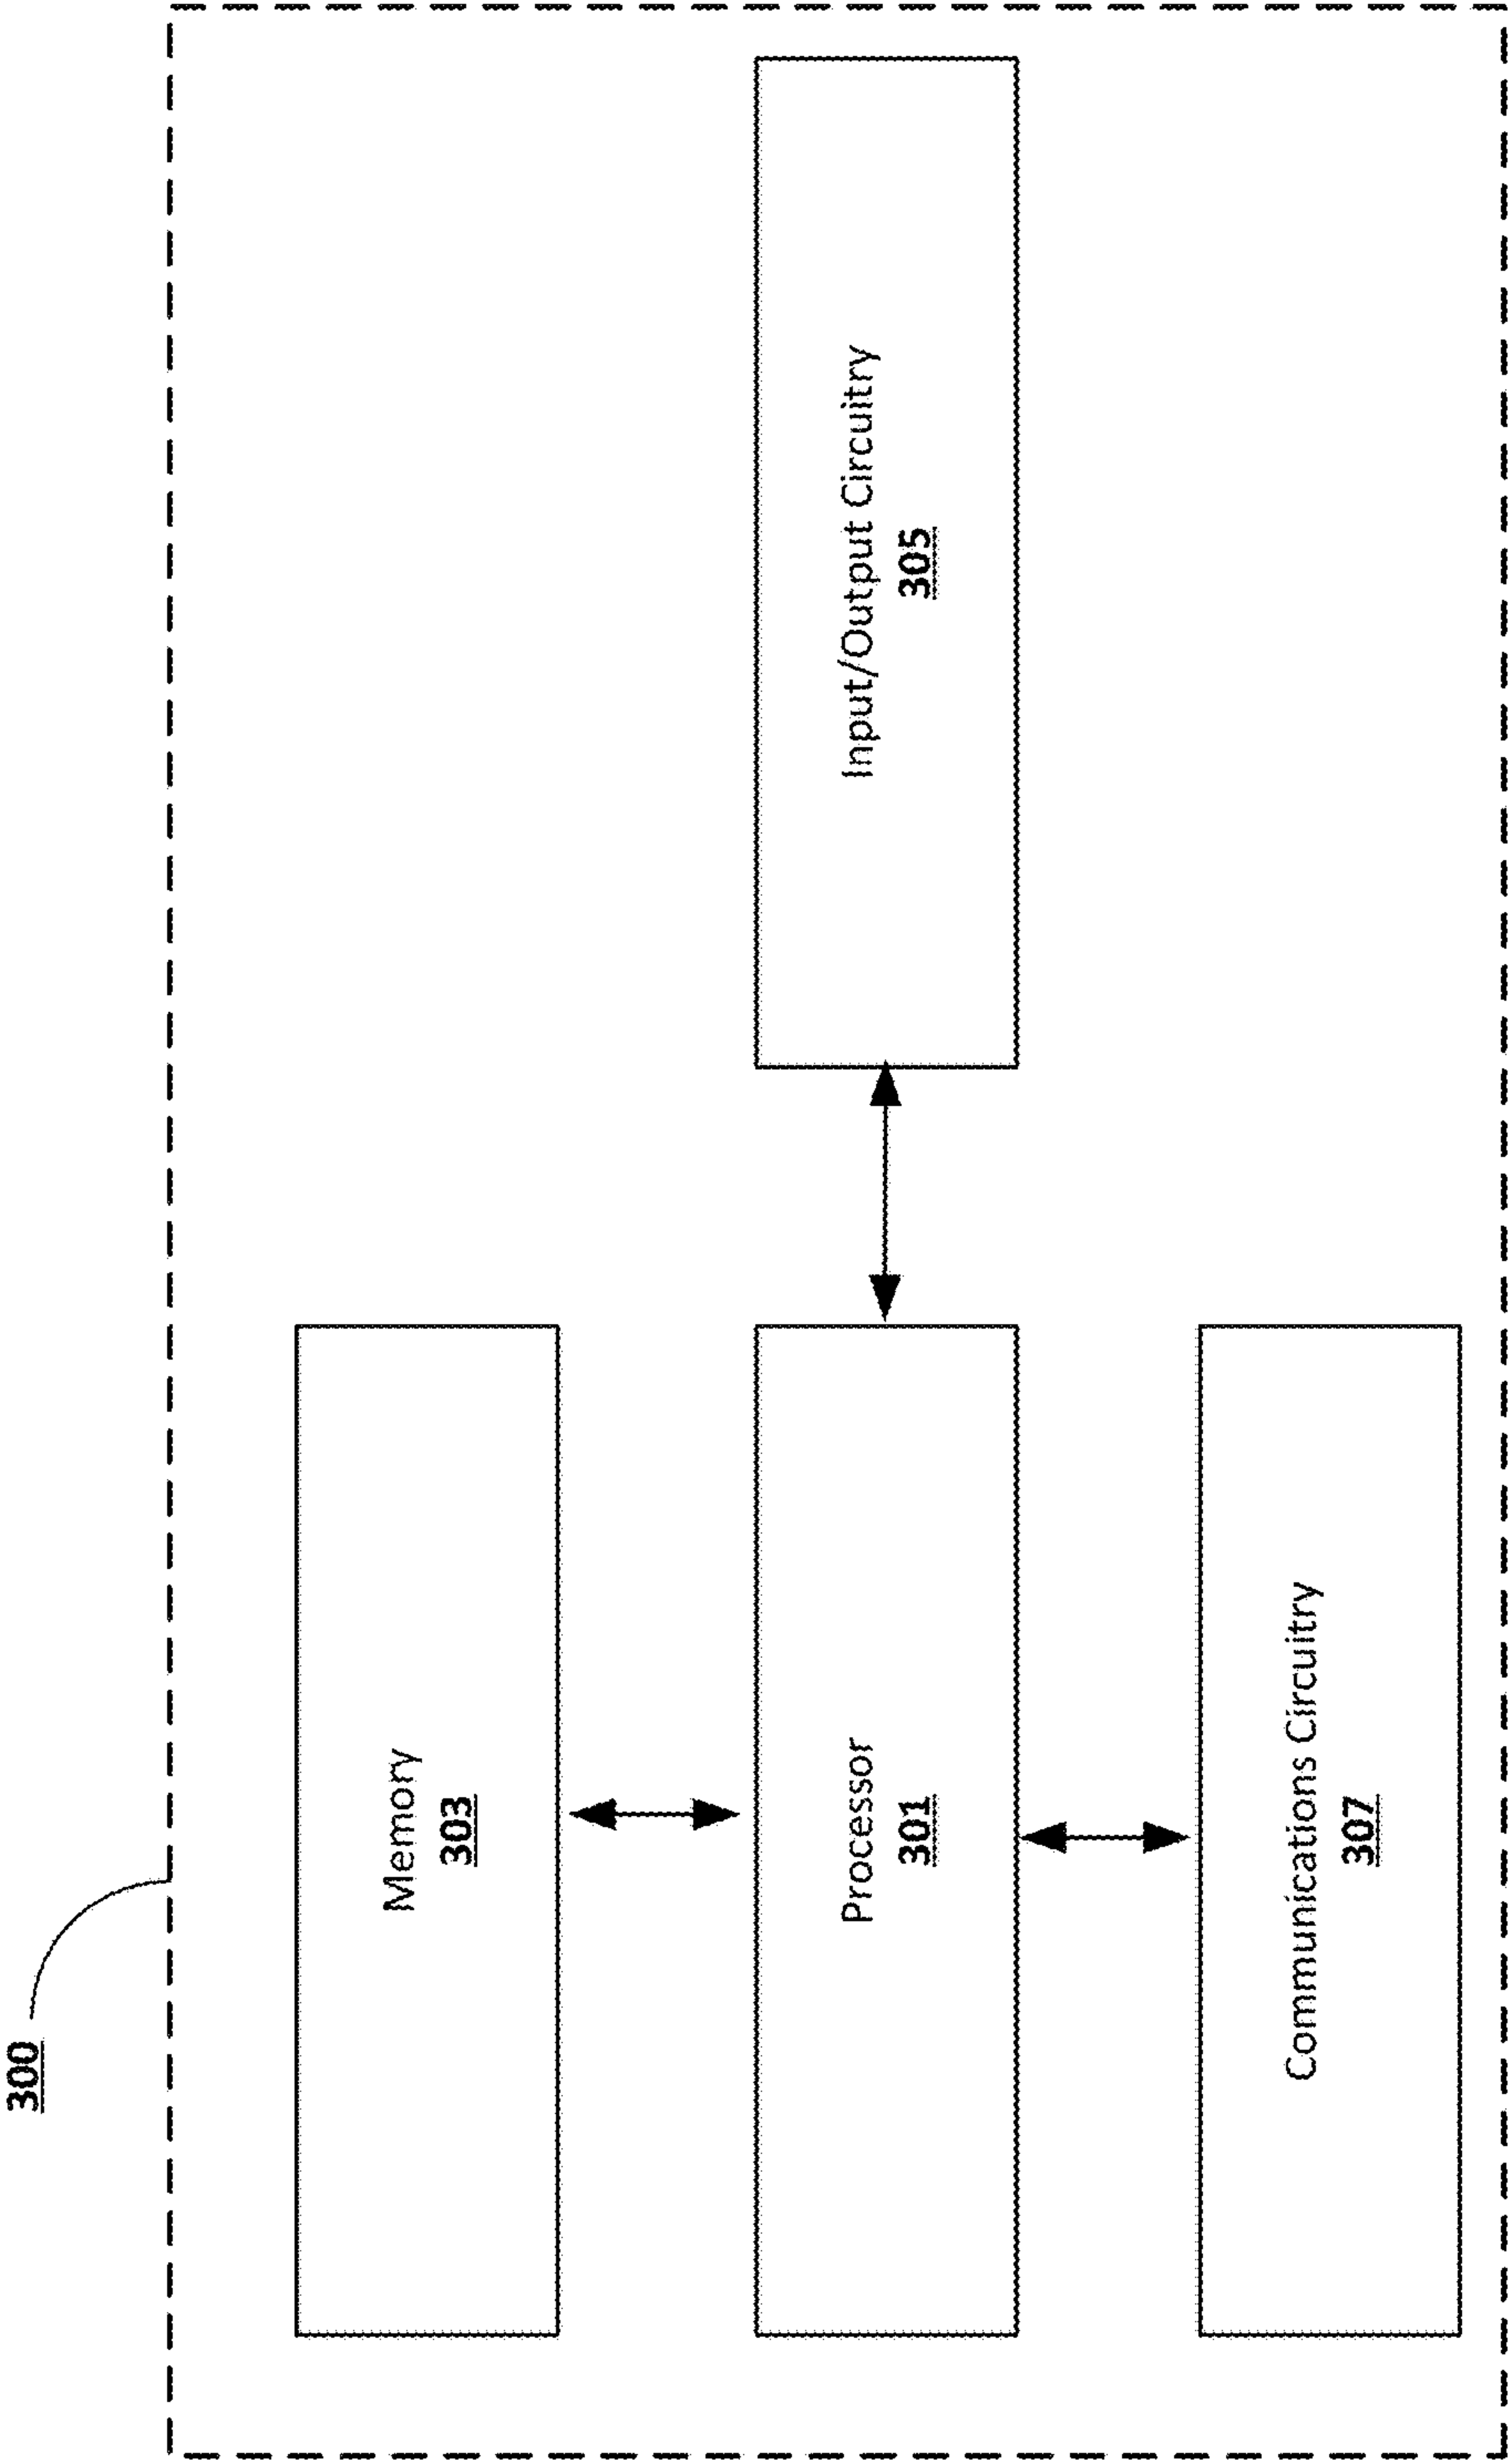 300
Memory
303
Processor
301
Input/Output Circuitry
305
Communications Circuitry
307